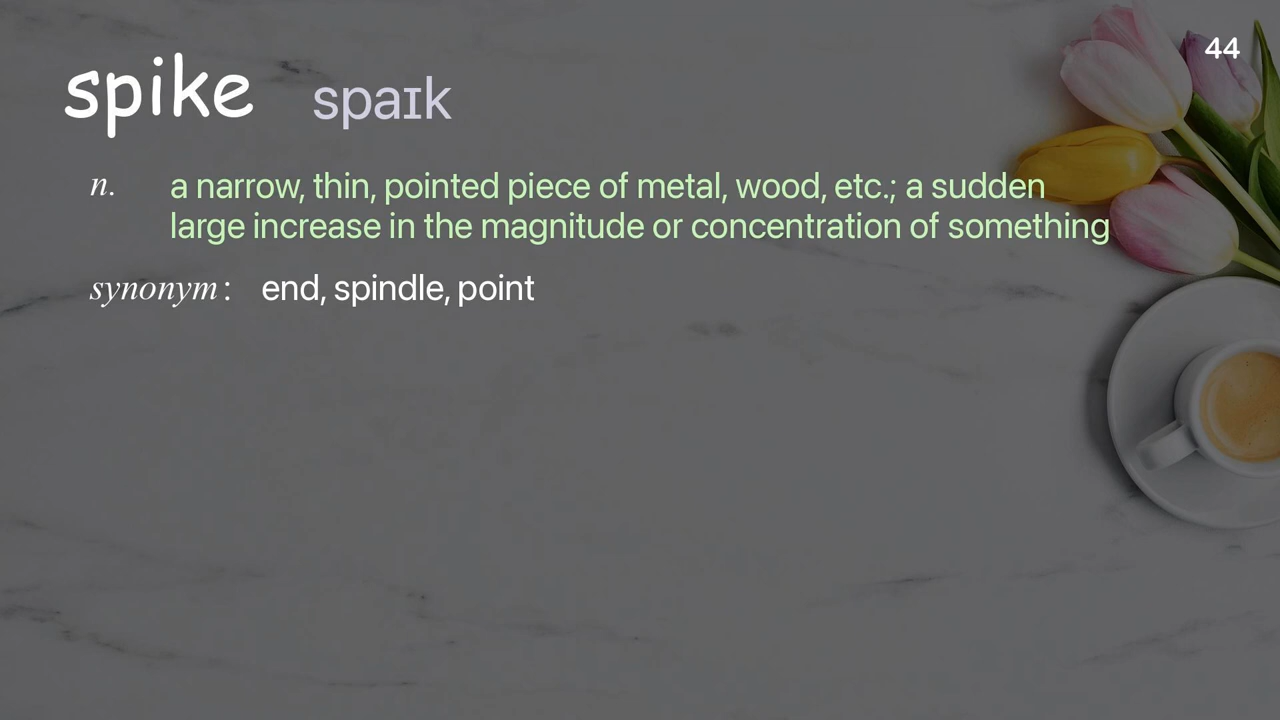 44
spike spaɪk
n. a narrow, thin, pointed piece of metal, wood, etc.; a sudden
large increase in the magnitude or concentration of something
synonym: end, spindle, point